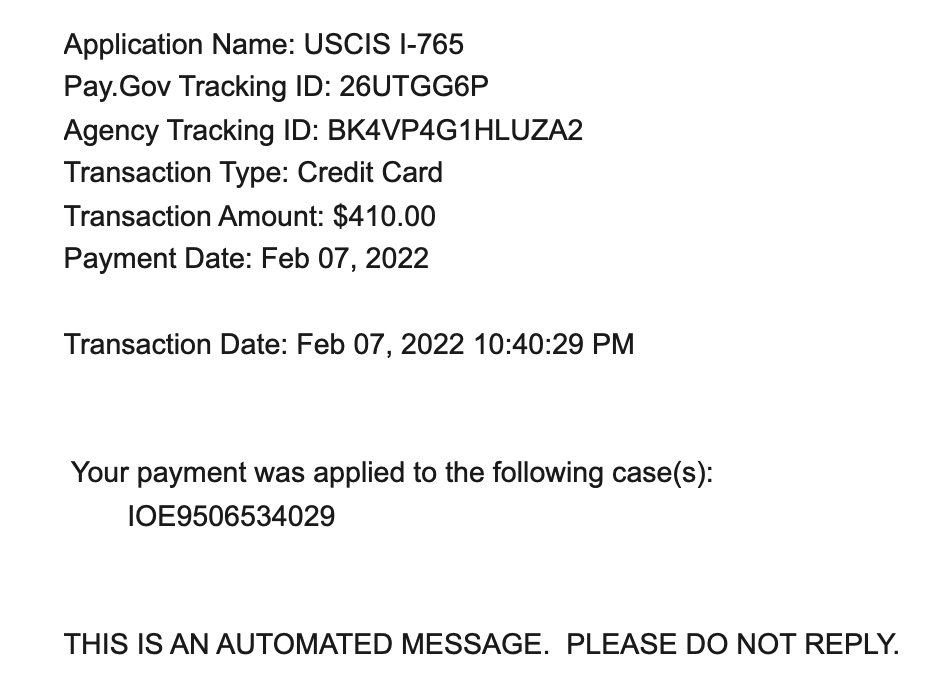 Application Name: USCIS I-765
Pay.Gov Tracking ID: 26UTGG6P
Agency Tracking ID: BK4VP4G1HLUZA2
Transaction Type: Credit Card
Transaction Amount: $410.00
Payment Date: Feb 07, 2022
Transaction Date: Feb 07, 2022 10:40:29 PM
Your payment was applied to the following case(s):
IOE9506534029
THIS IS AN AUTOMATED MESSAGE.  PLEASE DO NOT REPLY.